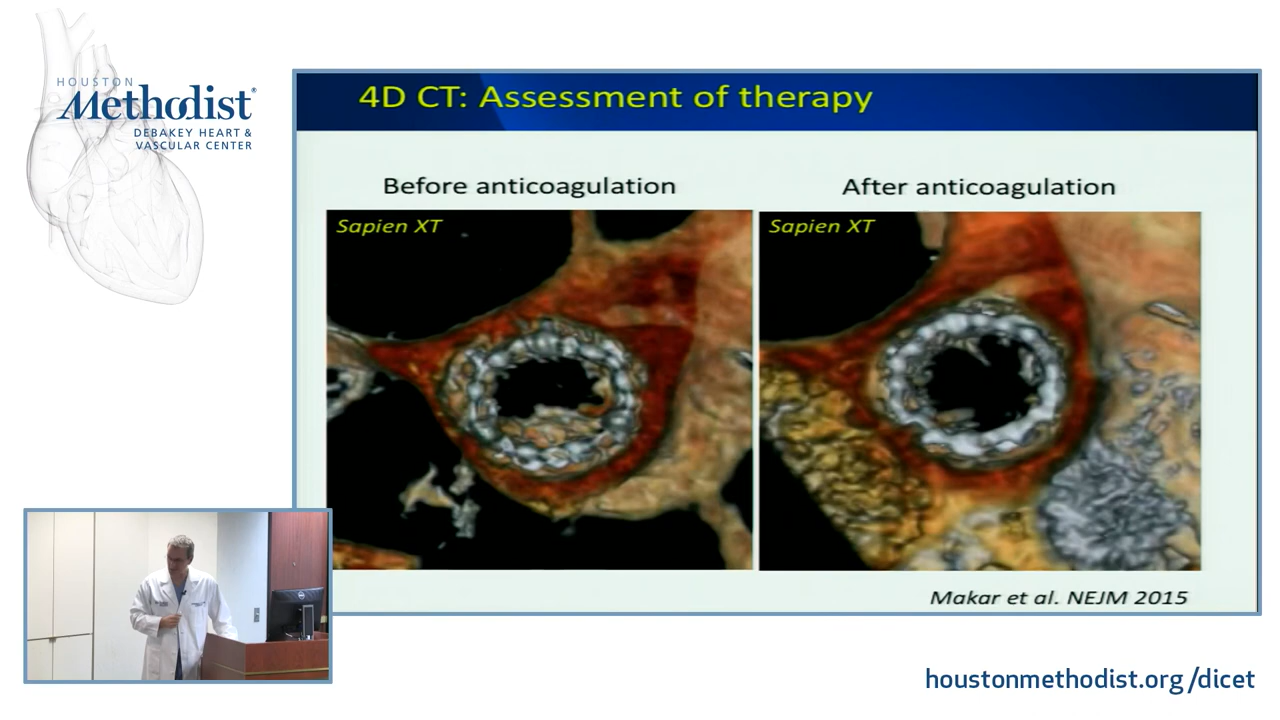 HOUSTON
Methodist®
DEBAKEY HEART &
VASCULAR CENTER
4D CT: Assessment of therapy
Before anticoagulation
After anticoagulation
Sapien XT
Sapien XT
Makar et al. NEJM 2015
houstonmethodist.org/dicet